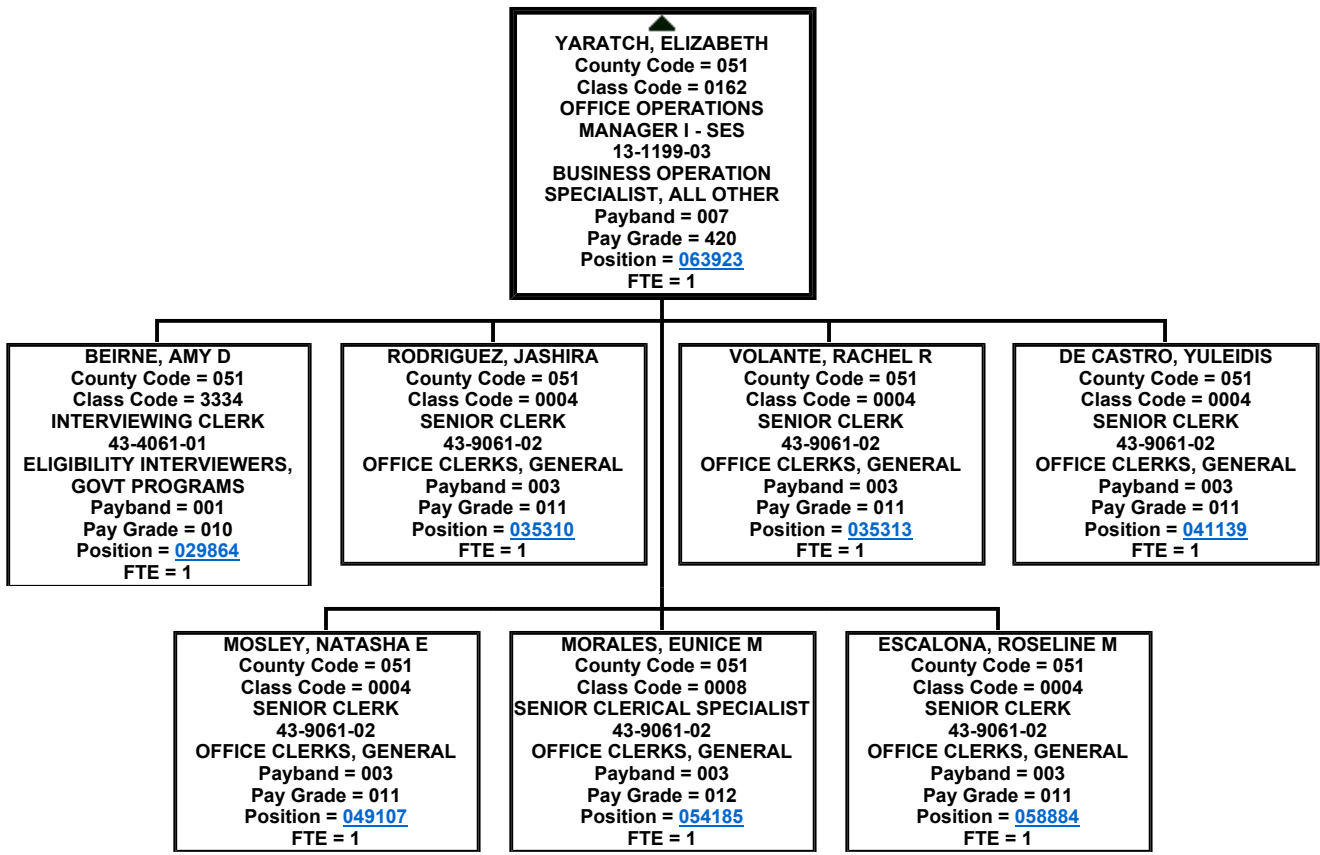 YARATCH, ELIZABETH
County Code = 051
Class Code = 0162
OFFICE OPERATIONS
MANAGER I - SES
13-1199-03
BUSINESS OPERATION
SPECIALIST, ALL OTHER
Payband = 007
Pay Grade = 420
Position = 063923
FTE = 1
BEIRNE, AMY D
County Code = 051
Class Code = 3334
INTERVIEWING CLERK
43-4061-01
ELIGIBILITY INTERVIEWERS,
GOVT PROGRAMS
Payband = 001
Pay Grade = 010
Position = 029864
FTE = 1
RODRIGUEZ, JASHIRA
County Code = 051
Class Code = 0004
SENIOR CLERK
43-9061-02
OFFICE CLERKS, GENERAL
Payband = 003
Pay Grade = 011
Position = 035310
FTE = 1
VOLANTE, RACHEL R
County Code = 051
Class Code = 0004
SENIOR CLERK
43-9061-02
OFFICE CLERKS, GENERAL
Payband = 003
Pay Grade = 011
Position = 035313
FTE = 1
DE CASTRO, YULEIDIS
County Code = 051
Class Code = 0004
SENIOR CLERK
43-9061-02
OFFICE CLERKS, GENERAL
Payband = 003
Pay Grade = 011
Position = 041139
FTE = 1
MOSLEY, NATASHA E
County Code = 051
Class Code = 0004
SENIOR CLERK
43-9061-02
OFFICE CLERKS, GENERAL
Payband = 003
Pay Grade = 011
Position = 049107
FTE = 1
MORALES, EUNICE M
County Code = 051
Class Code = 0008
SENIOR CLERICAL SPECIALIST
43-9061-02
OFFICE CLERKS, GENERAL
Payband = 003
Pay Grade = 012
Position = 054185
FTE = 1
ESCALONA, ROSELINE M
County Code = 051
Class Code = 0004
SENIOR CLERK
43-9061-02
OFFICE CLERKS, GENERAL
Payband = 003
Pay Grade = 011
Position = 058884
FTE = 1